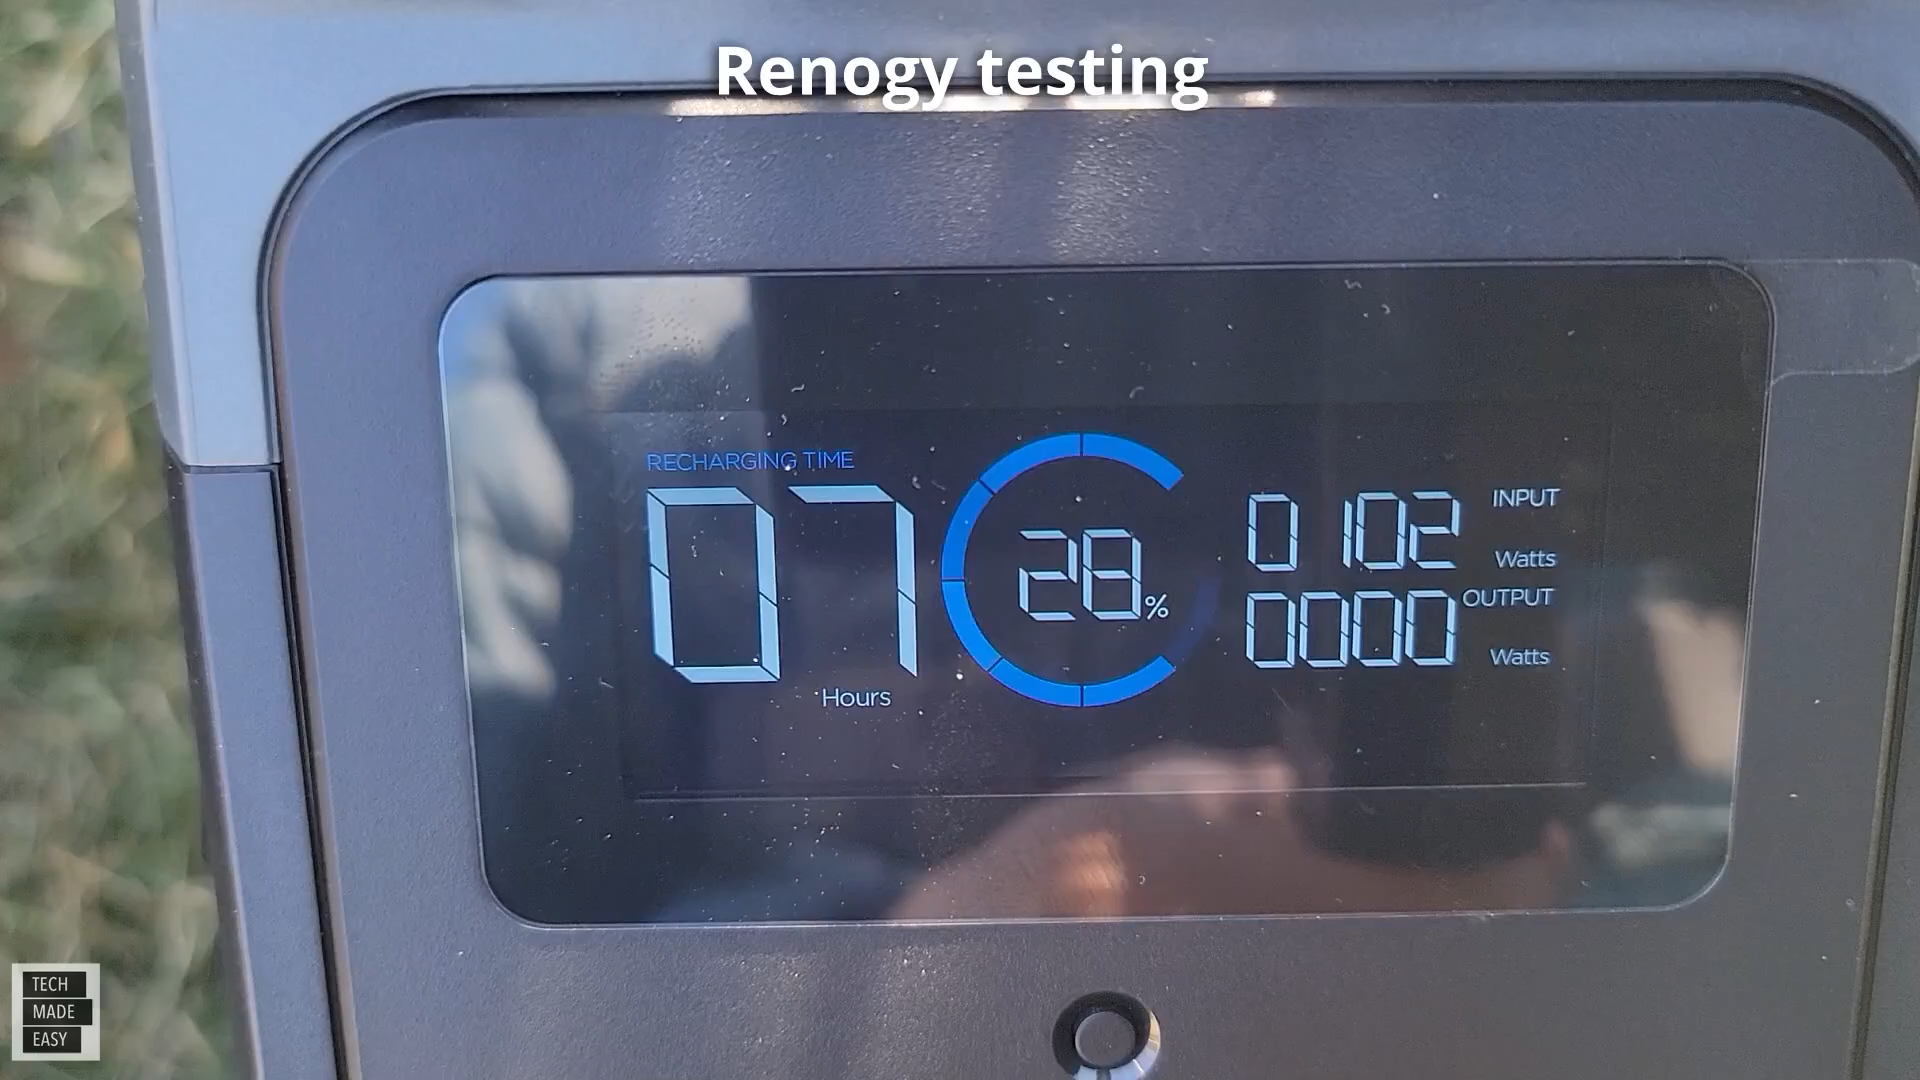 Renogy testing
RECHARGING TIME
07
Hours
28%
0102
INPUT
Watts
0000
OUTPUT
Watts
TECH
MADE
EASY